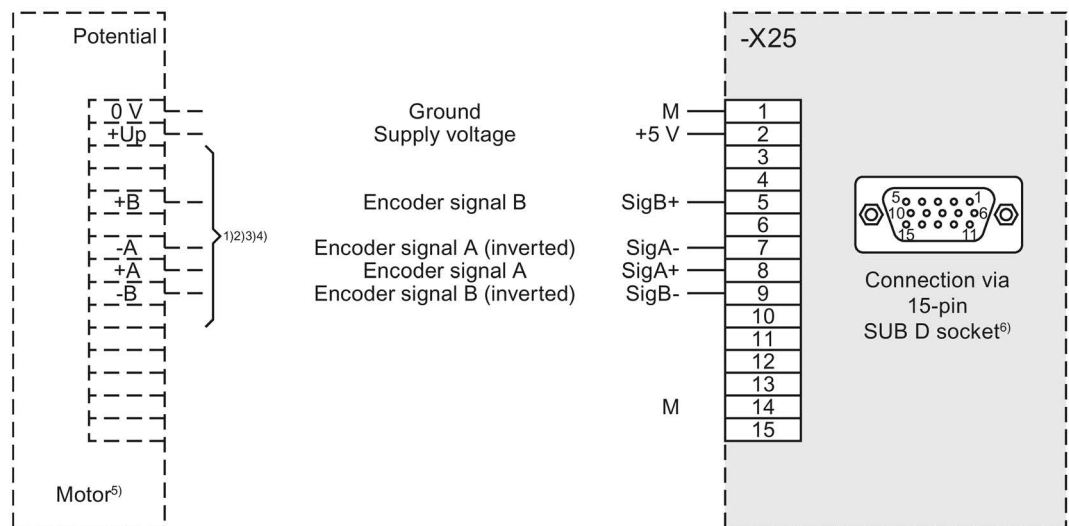 Potential
-X25
0 V
Ground
M
1
+Up
Supply voltage
+5 V
2
3
4
+B
Encoder signal B
SigB+
5
6
-A
Encoder signal A (inverted)
SigA-
7
+A
Encoder signal A
SigA+
8
-B
Encoder signal B (inverted)
SigB-
9
10
11
12
13
M
14
15
1)2)3)4)
5
1
10
6
15
11
Connection via
15-pin
SUB D socket6)
Motor5)